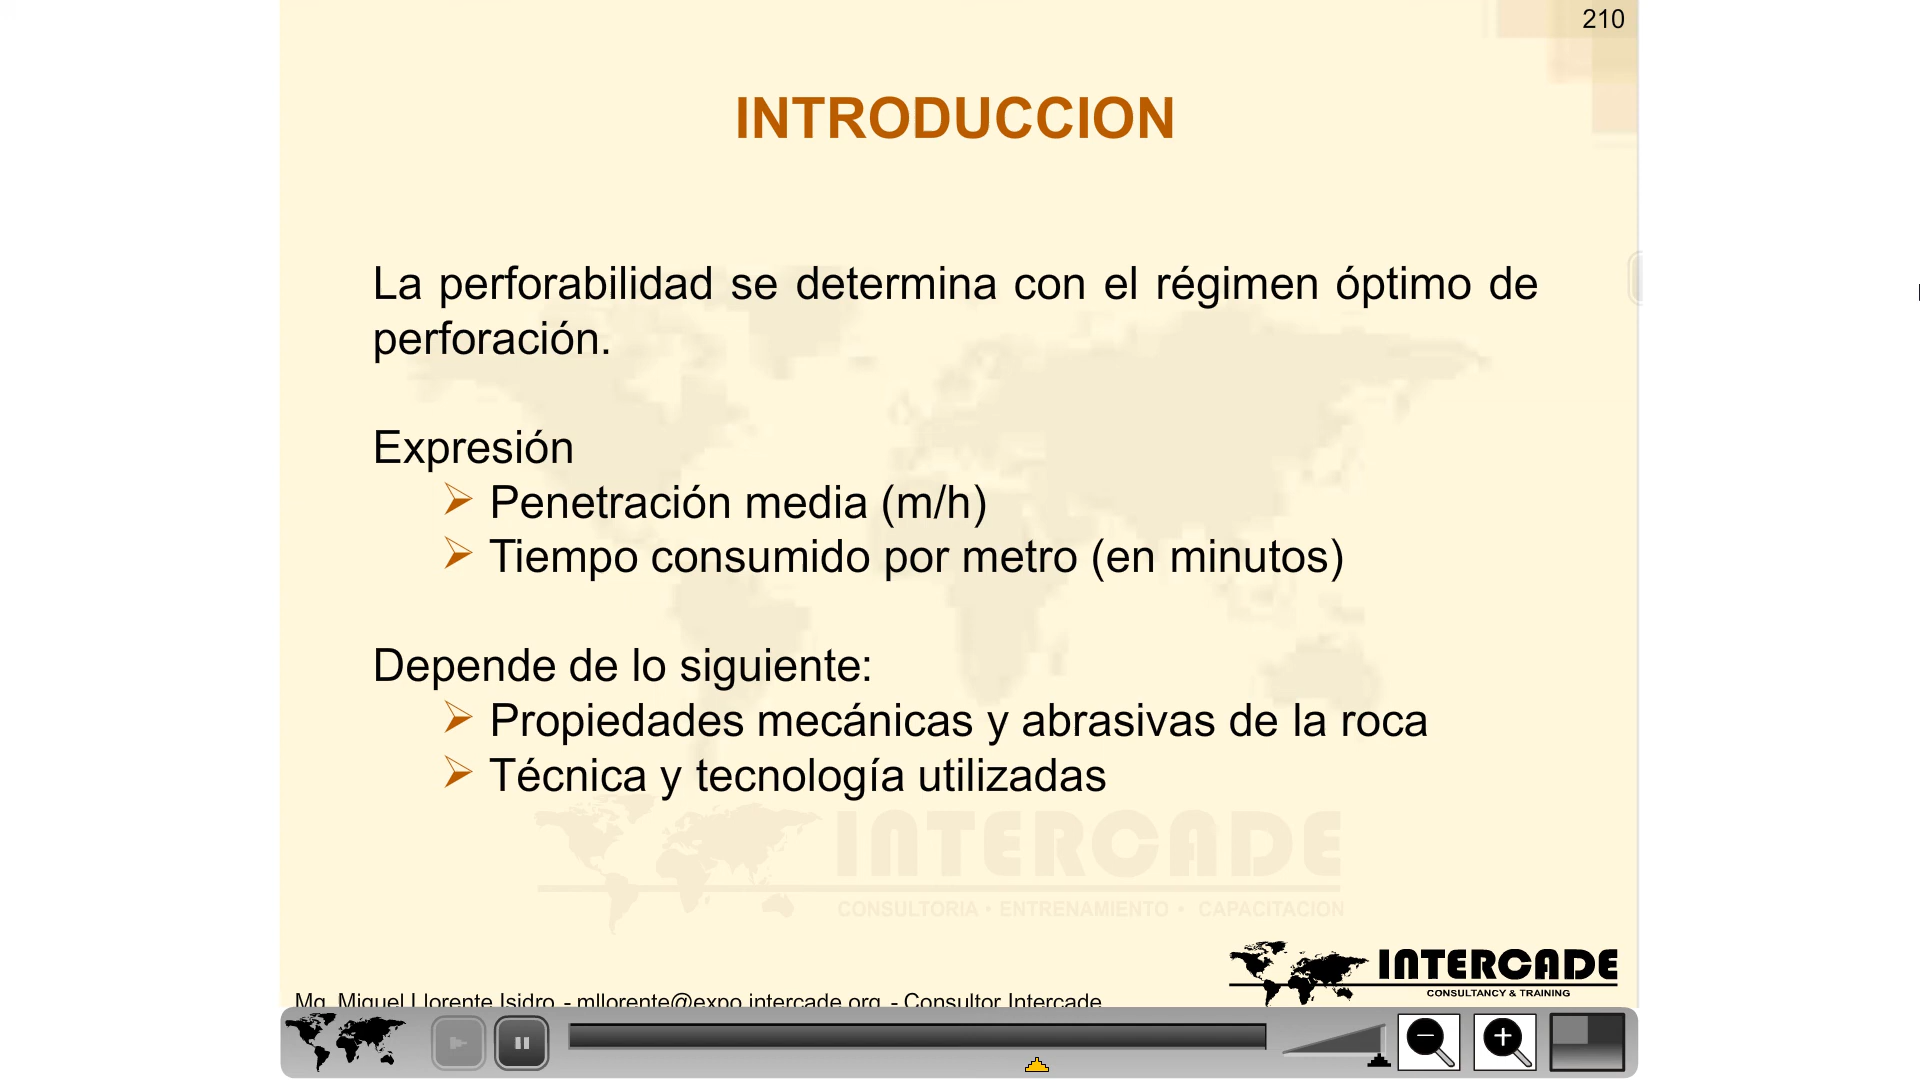 210
INTRODUCCION
La perforabilidad se determina con el régimen óptimo de
perforación.
Expresión
Penetración media (m/h)
Tiempo consumido por metro (en minutos)
Depende de lo siguiente:
Propiedades mecánicas y abrasivas de la roca
Técnica y tecnología utilizadas
INTERCADE
CONSULTORIA • ENTRENAMIENTO • CAPACITACION
INTERCADE
CONSULTANCY & TRAINING
Mg. Miguel Llorente Isidro - mllorente@expo.intercade.org - Consultor Intercade